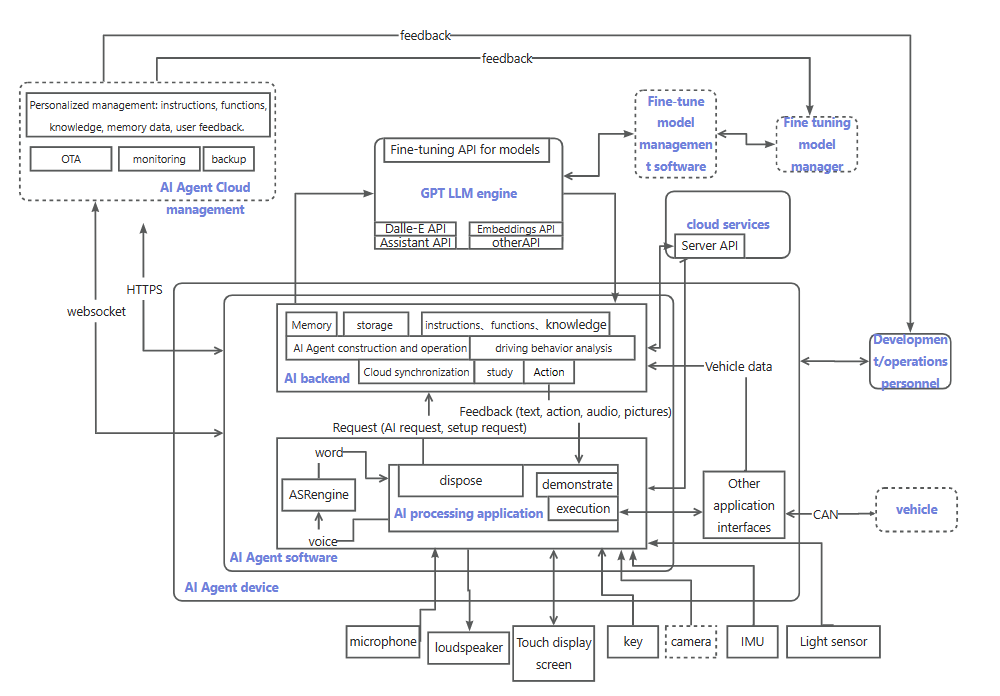 feedback
feedback
Personalized management: instructions, functions,
knowledge, memory data, user feedback.
OTA
monitoring
backup
AI Agent Cloud
management
Fine-tuning API for models
GPT LLM engine
Dalle-E API
Embeddings API
Assistant API
otherAPI
Fine-tune
model
managemen
t software
Fine tuning
model
manager
cloud services
Server API
HTTPS
websocket
Memory
storage
instructions、functions、knowledge
AI Agent construction and operation
driving behavior analysis
AI backend
Cloud synchronization
study
Action
Vehicle data
Developmen
t/operations
personnel
Feedback (text, action, audio, pictures)
Request (AI request, setup request)
word
ASRengine
voice
dispose
demonstrate
AI processing application
execution
Other
application
interfaces
CAN
vehicle
AI Agent software
AI Agent device
microphone
loudspeaker
Touch display
screen
key
camera
IMU
Light sensor